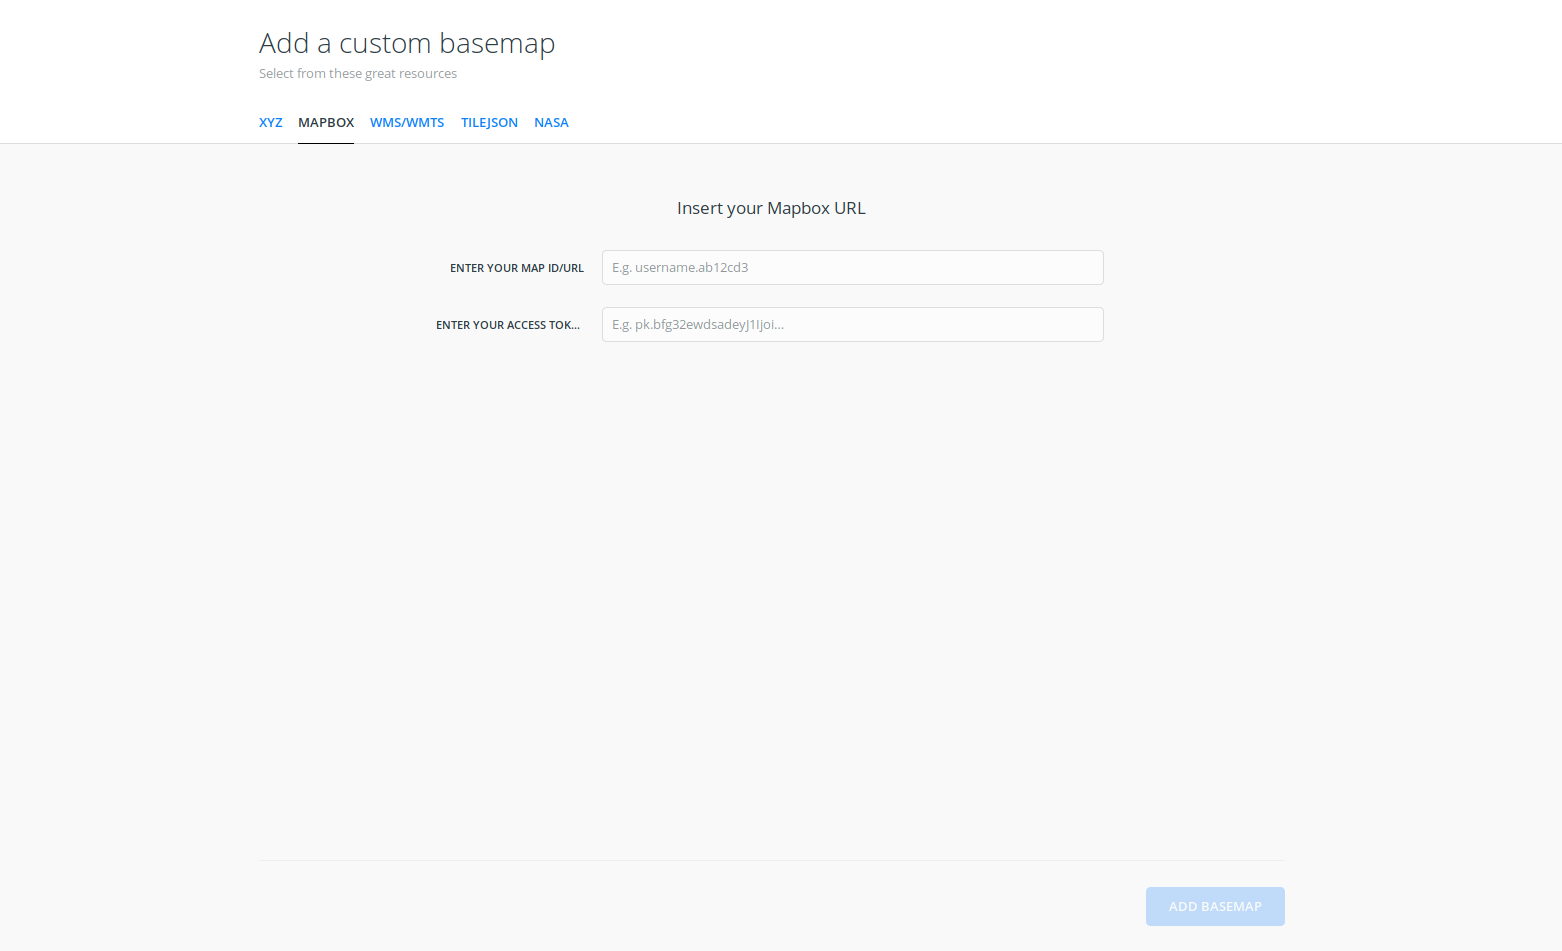 Add a custom basemap
Select from these great resources
XYZ MAPBOX WMS/WMTS TILEJSON NASA
Insert your Mapbox URL
ENTER YOUR MAP ID/URL E.g. username.ab12cd3
ENTER YOUR ACCESS TOK... E.g. pk.bfg32ewdsadeyJ1Ijoi...
ADD BASEMAP